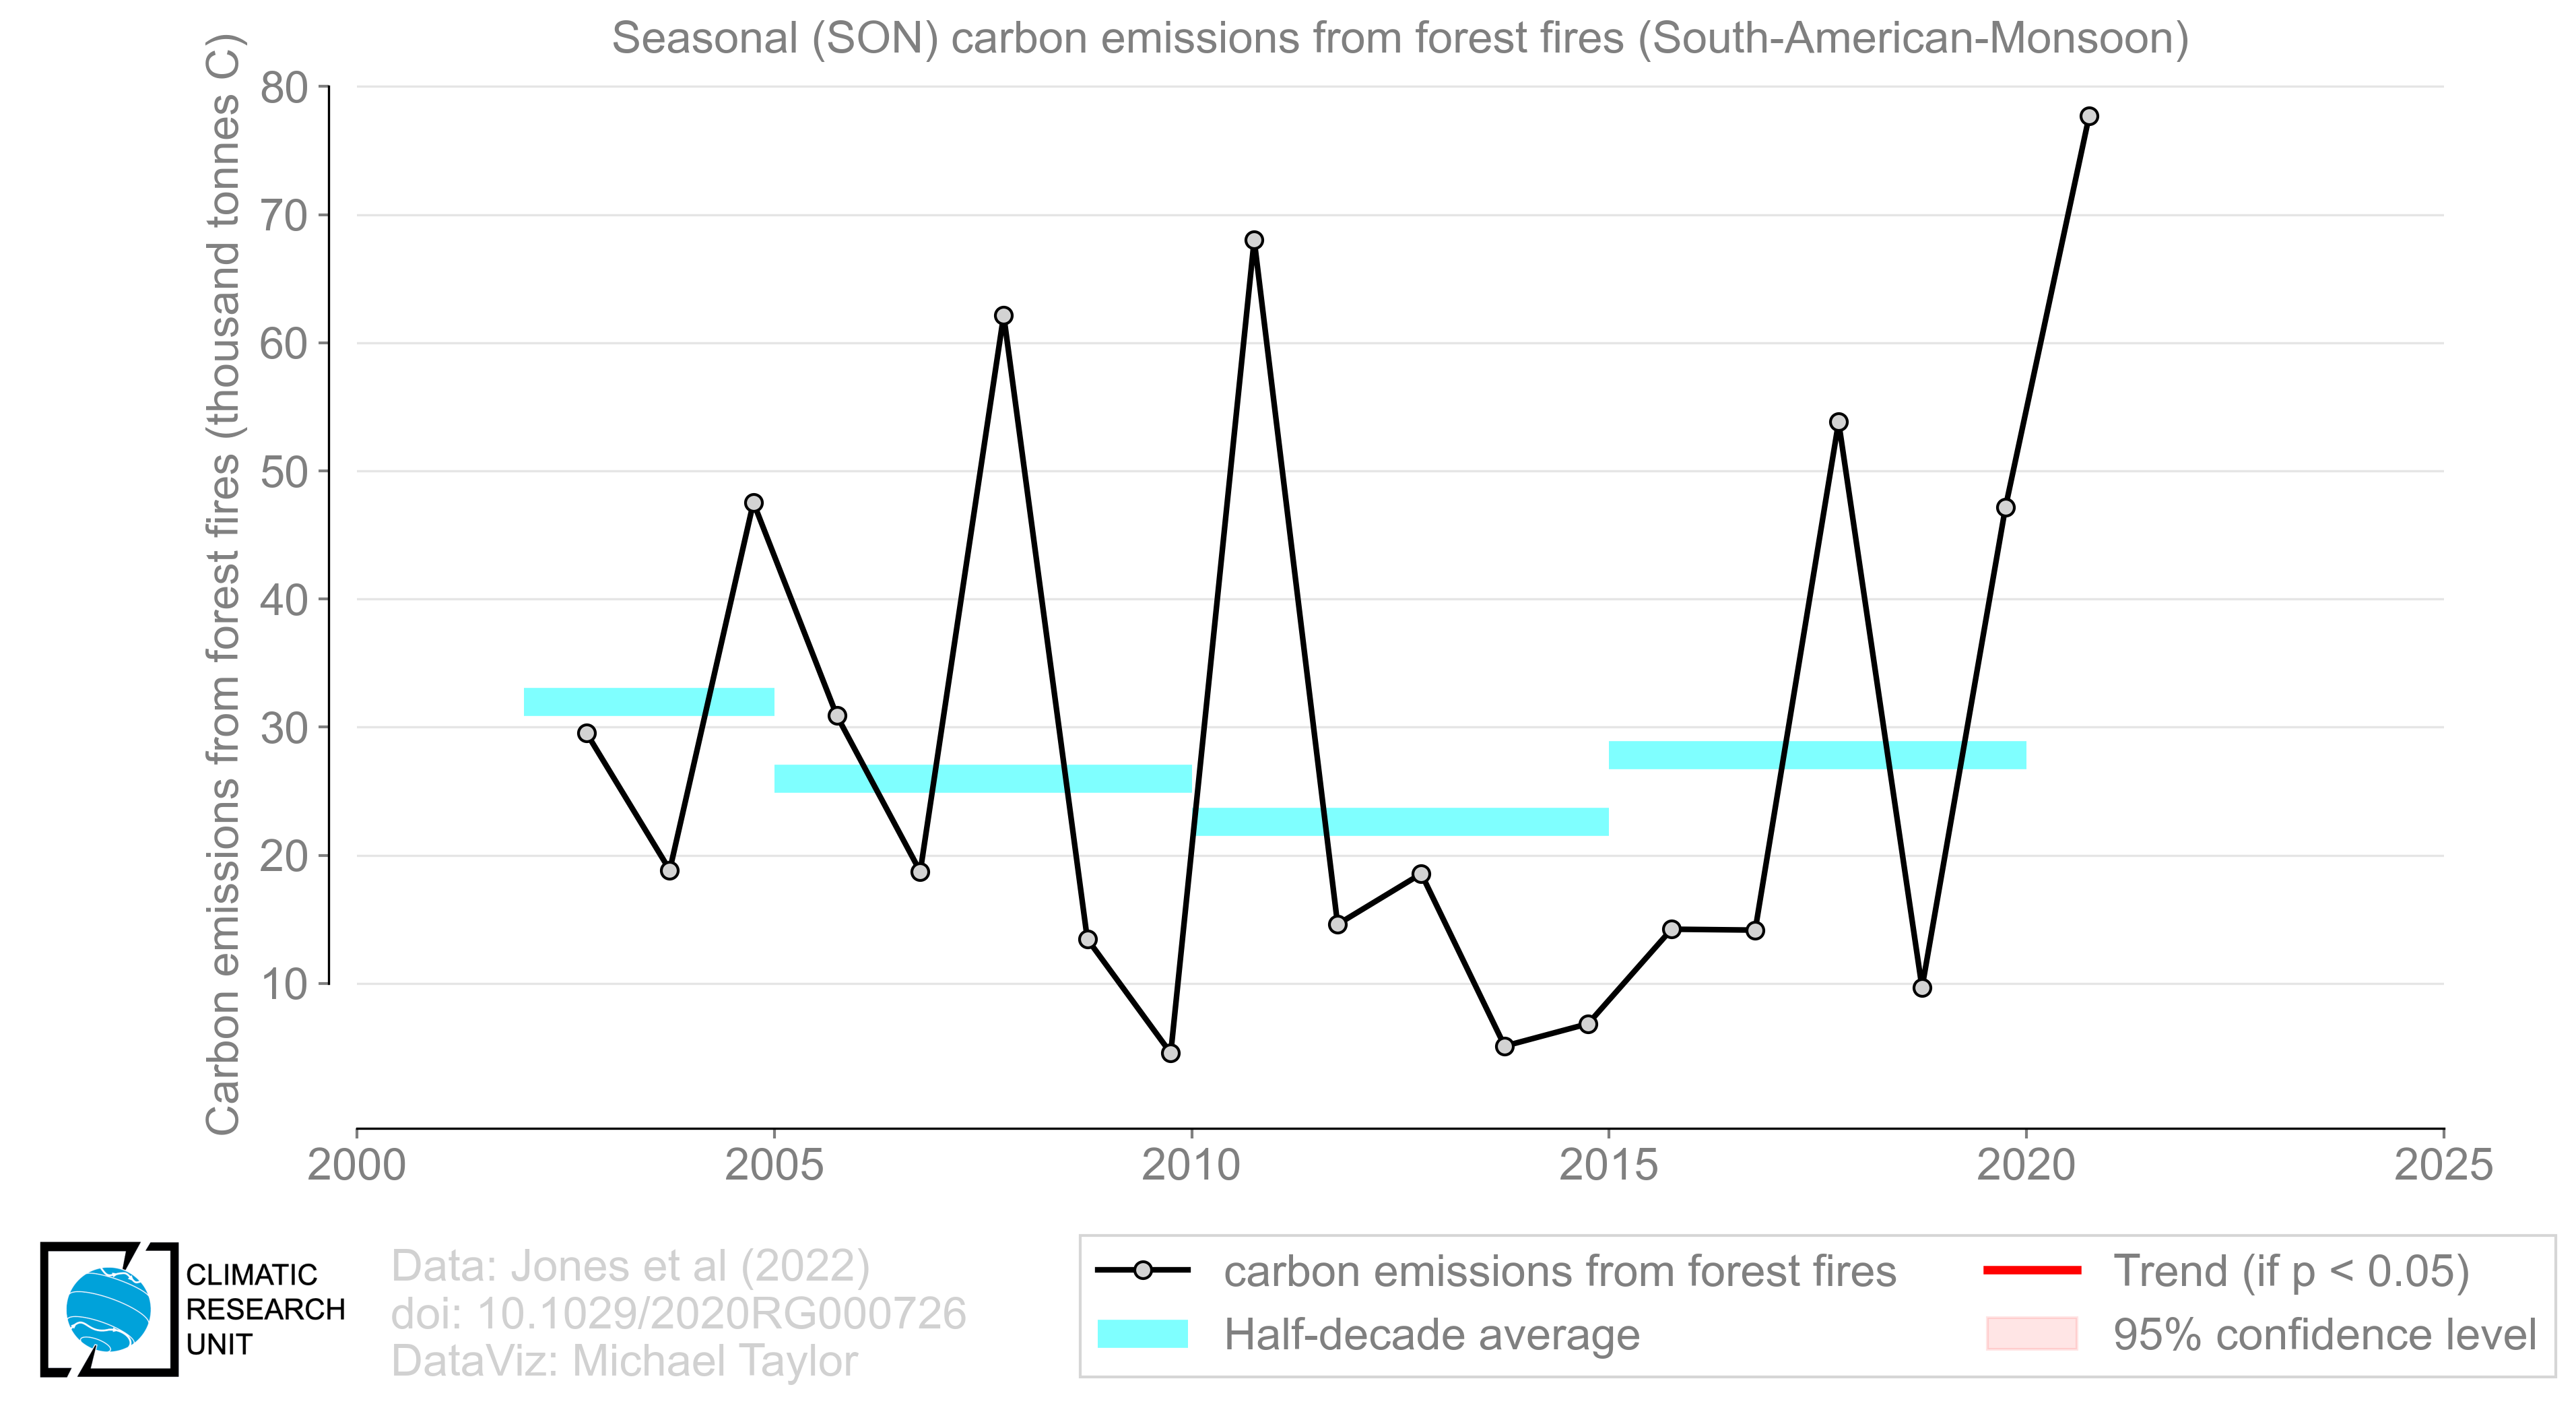 Seasonal (SON) carbon emissions from forest fires (South-American-Monsoon)
Carbon emissions from forest fires (thousand tonnes C)
80
70
60
50
40
30
20
10
2000 2005 2010 2015 2020 2025
CLIMATIC
RESEARCH
UNIT
Data: Jones et al (2022)
doi: 10.1029/2020RG000726
DataViz: Michael Taylor
carbon emissions from forest fires
Half-decade average
Trend (if p < 0.05)
95% confidence level